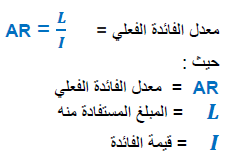 معدل الفائدة الفعلي = AR = L/I
حيث :
AR = معدل الفائدة الفعلي
L = المبلغ المستفادة منه
I = قيمة الفائدة